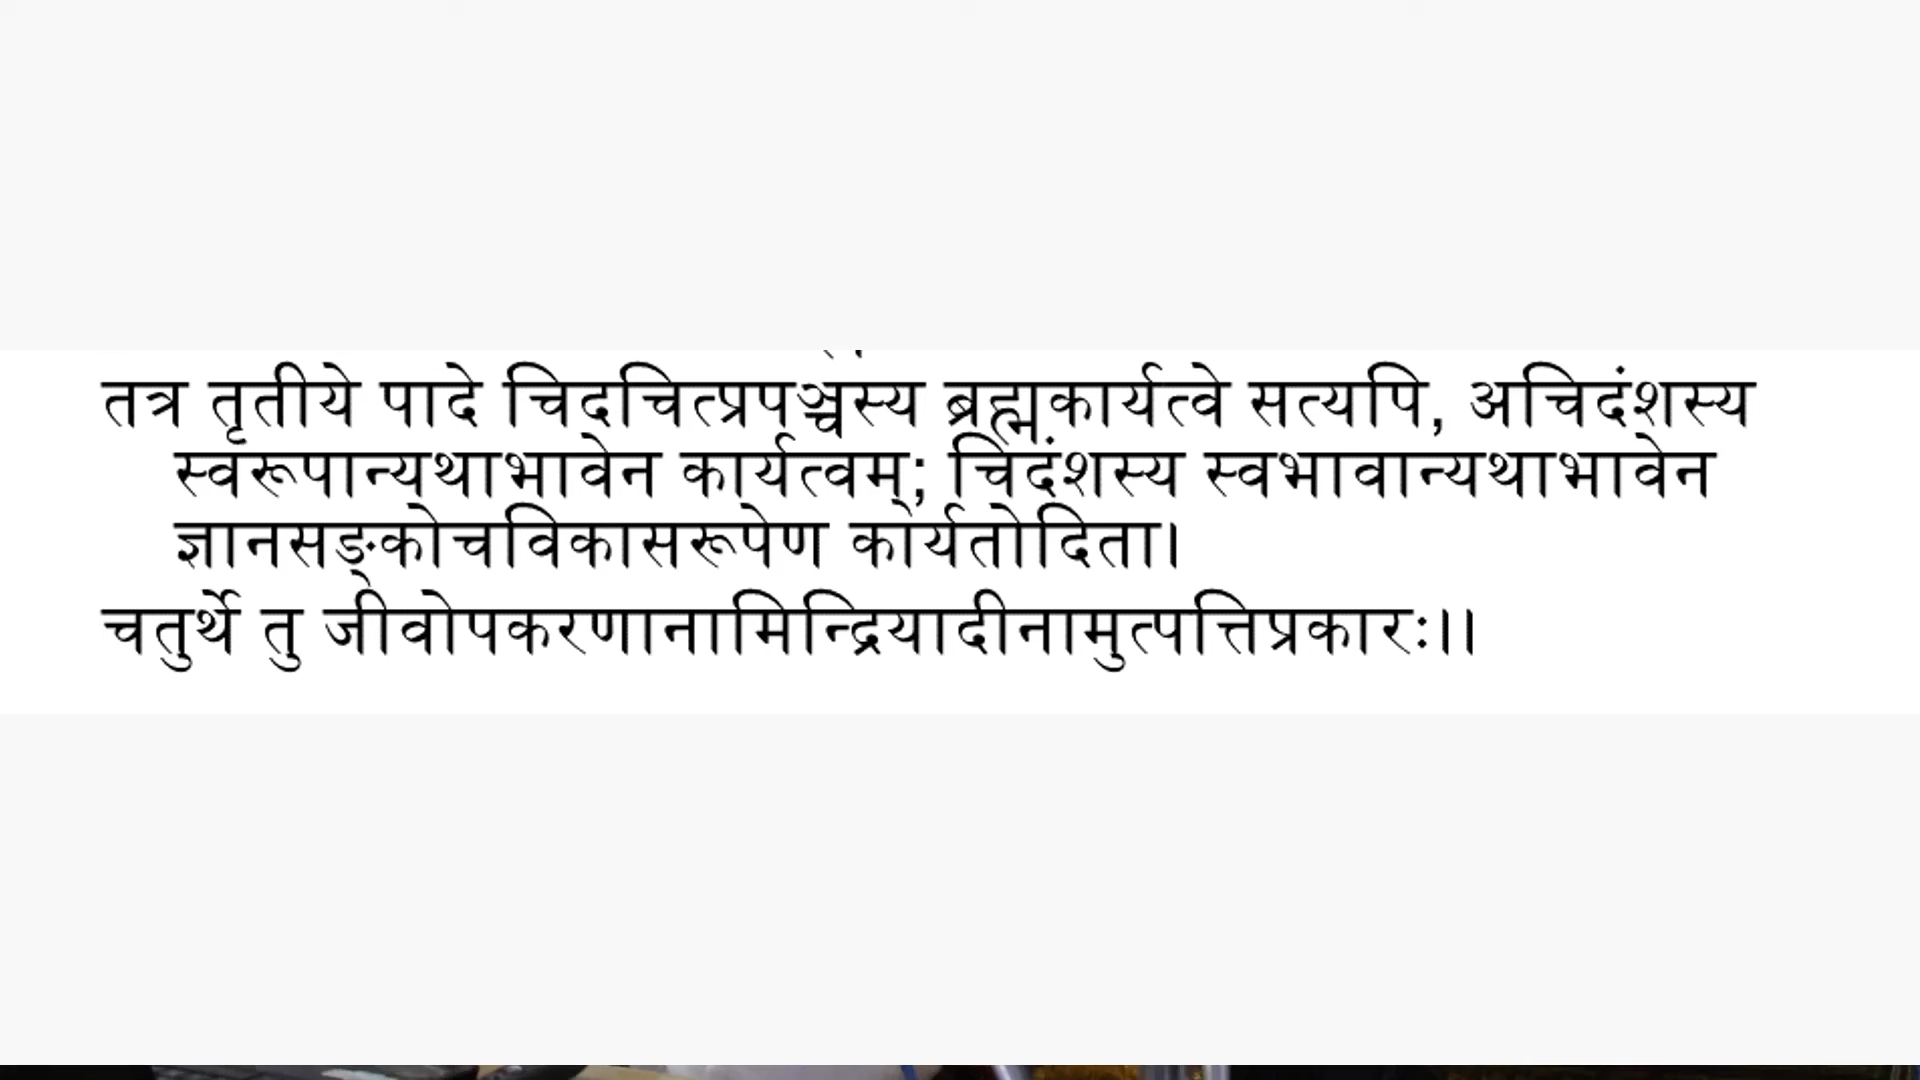 तत्र तृतीये पादे चिदचित्प्रपञ्चस्य ब्रह्मकार्यत्वे सत्यपि, अचिदंशस्य
स्वरूपान्यथाभावेन कार्यत्वम्; चिदंशस्य स्वभावान्यथाभावेन
ज्ञानसङ्कोचविकासरूपेण कार्यतोदिता।
चतुर्थे तु जीवोपकरणानामिन्द्रियादीनामुत्पत्तिप्रकारः।।